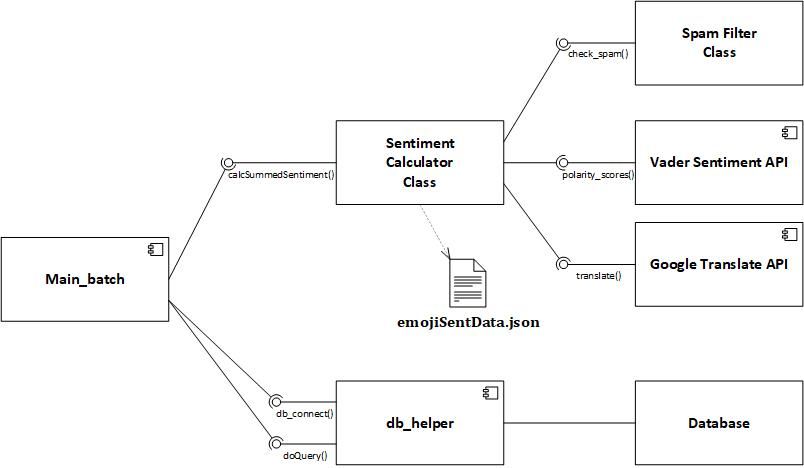 Spam Filter
Class
check_spam()
Sentiment
Calculator
Class
calcSummedSentiment()
Vader Sentiment API
polarity_scores()
Main_batch
Google Translate API
translate()
emojiSentData.json
db_connect()
db_helper
Database
doQuery()